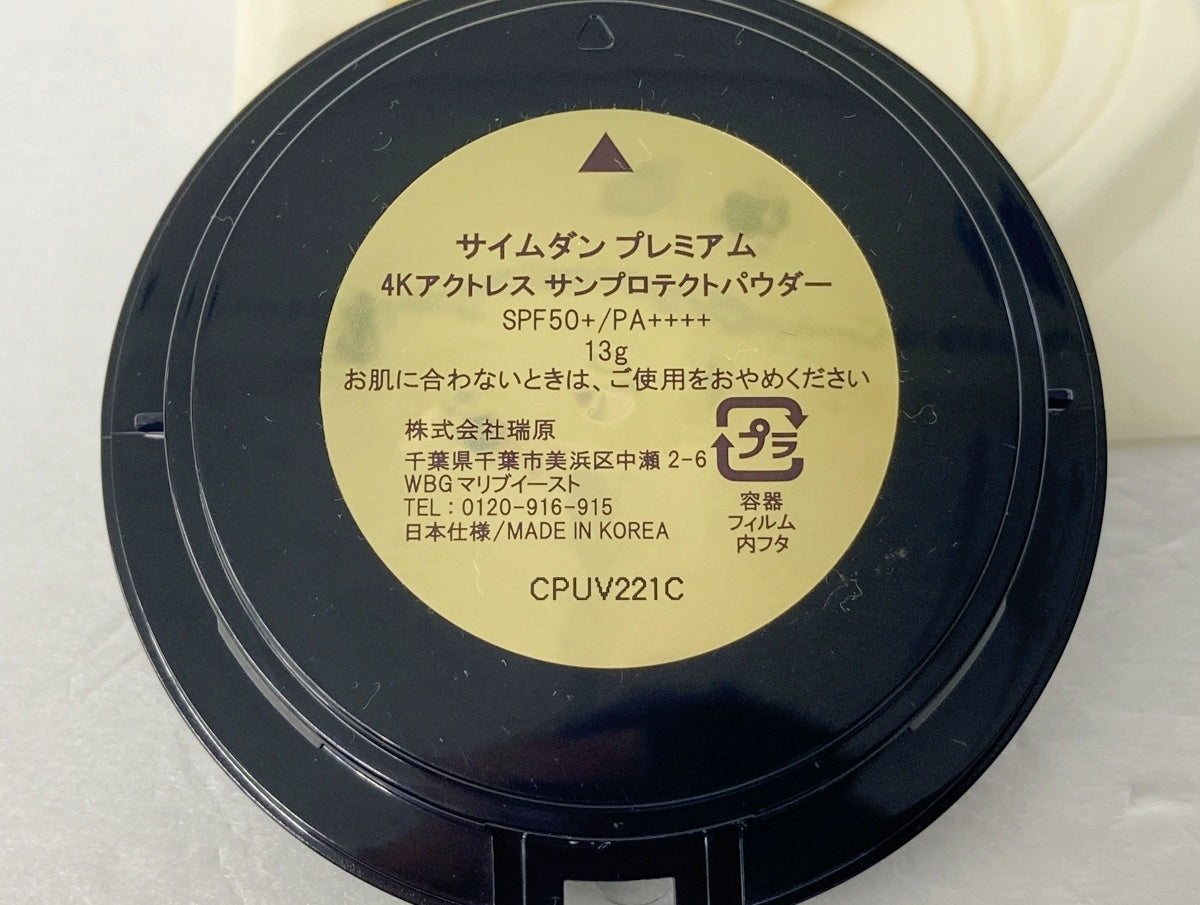 サイムダン プレミアム
4Kアクトレス サンプロテクトパウダー
SPF50+/PA++++
13g
お肌に合わないときは、ご使用をおやめください
株式会社瑞原
千葉県千葉市美浜区中瀬 2-6
WBGマリブイースト
TEL : 0120-916-915
日本仕様/MADE IN KOREA
プラ
容器
フィルム
内フタ
CPUV221C